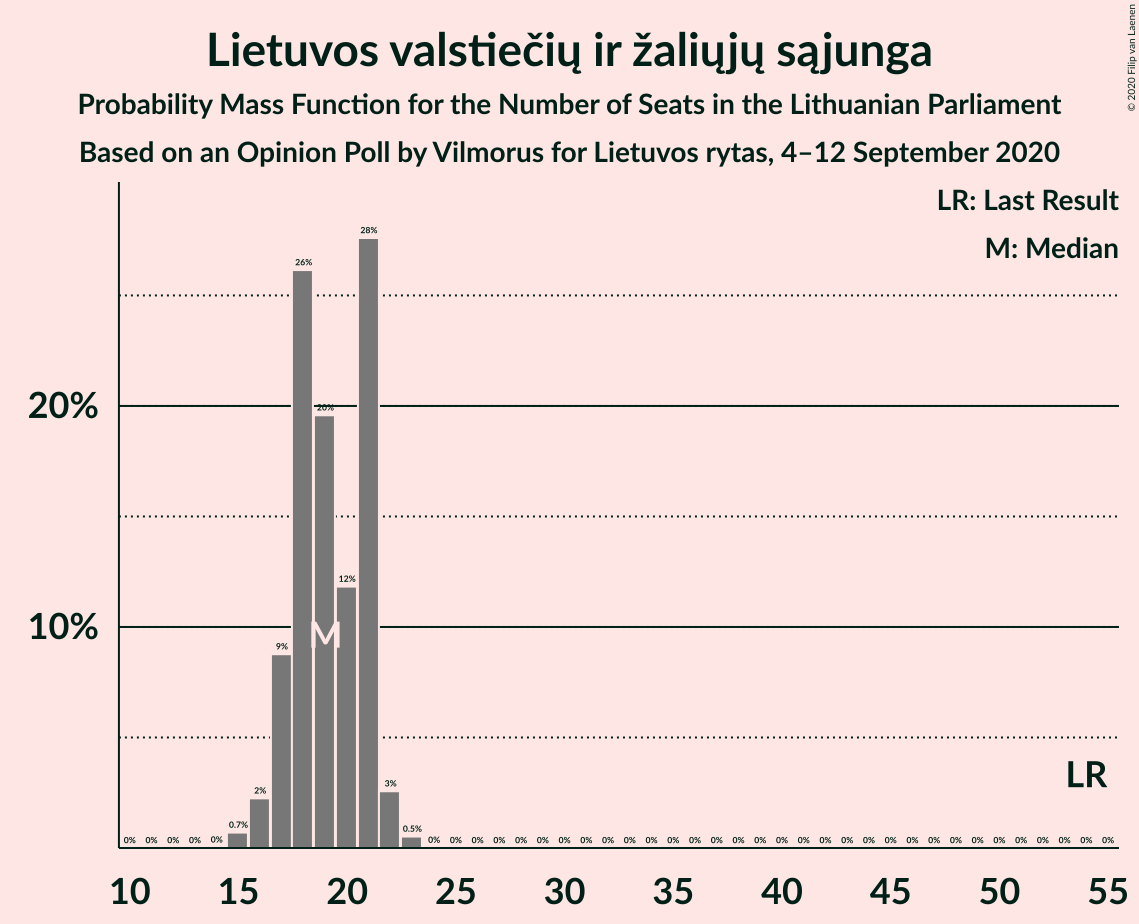 Lietuvos valstiečių ir žaliųjų sąjunga
Probability Mass Function for the Number of Seats in the Lithuanian Parliament
Based on an Opinion Poll by Vilmorus for Lietuvos rytas, 4–12 September 2020
© 2020 Filip van Laenen
LR: Last Result
M: Median
20%
10%
0% 0% 0% 0% 0% 0.7% 2% 9% 26% 20% 12% 28% 3% 0.5% 0% 0% 0% 0% 0% 0% 0% 0% 0% 0% 0% 0% 0% 0% 0% 0% 0% 0% 0% 0% 0% 0% 0% 0% 0% 0% 0% 0% 0% 0% 0% 0%
M
LR
10 15 20 25 30 35 40 45 50 55